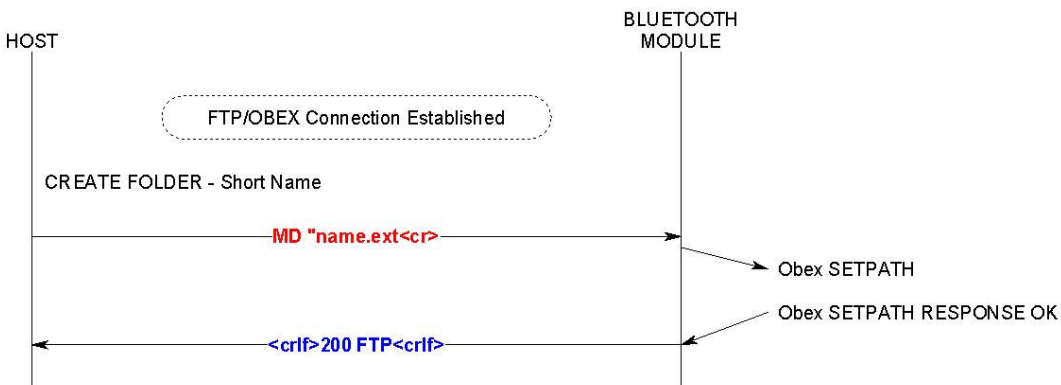 HOST
BLUETOOTH
MODULE
FTP/OBEX Connection Established
CREATE FOLDER - Short Name
MD "name.ext<cr>
Obex SETPATH
Obex SETPATH RESPONSE OK
<crlf>200 FTP<crlf>